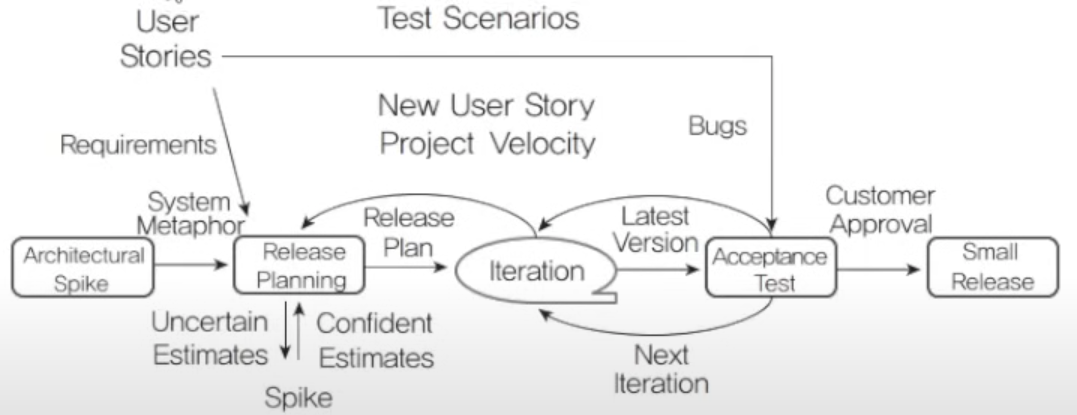 User
Stories
Test Scenarios
New User Story
Project Velocity
Bugs
Requirements
System
Metaphor
Release
Plan
Latest
Version
Customer
Approval
Architectural
Spike
Release
Planning
Iteration
Acceptance
Test
Small
Release
Uncertain
Estimates
Confident
Estimates
Spike
Next
Iteration